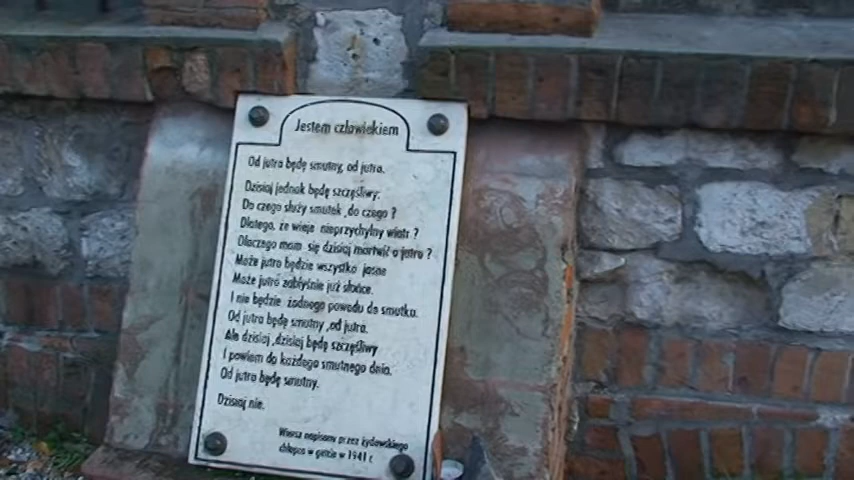 Jestem człowiekiem
Od jutra będę smutny, od jutra.
Dzisiaj jednak będę szczęśliwy.
Do czego służy smutek, do czego?
Dlatego, że wieje nieprzychylny wiatr?
Dlaczego mam się dzisiaj martwić o jutro?
Może jutro będzie wszystko jasne
Może jutro zabłyśnie już słońce.
I nie będzie żadnego powodu do smutku.
Od jutra będę smutny, od jutra.
Ale dzisiaj, dzisiaj będę szczęśliwy
I powiem do każdego smutnego dnia.
Od jutra będę smutny.
Dzisiaj nie.
Wiersz napisany przez żydowskiego
chłopca w getcie w 1941 r.